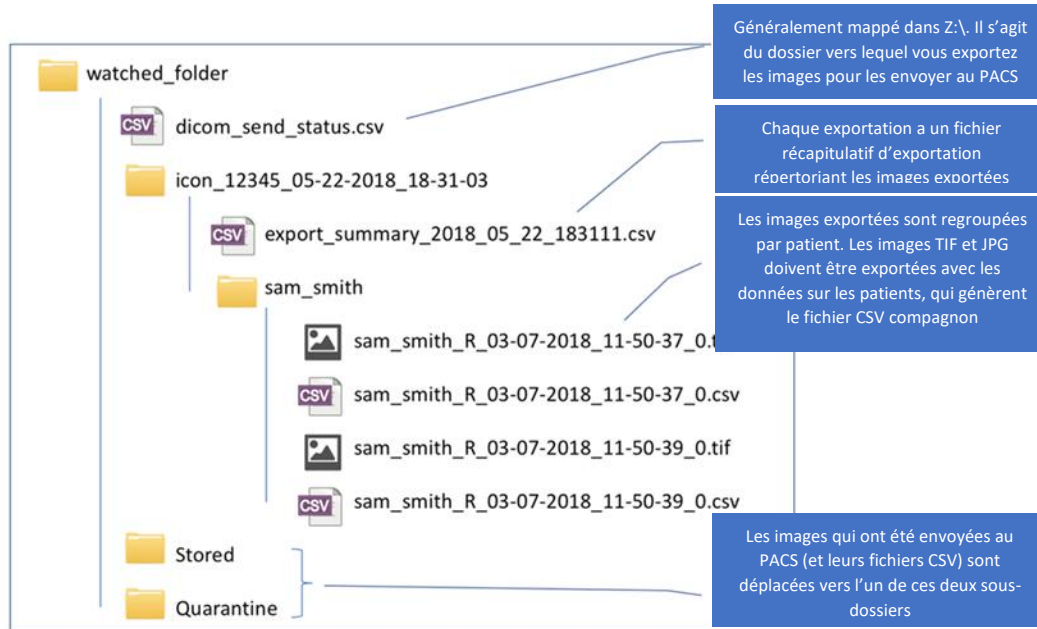 Généralement mappé dans Z:\. Il s’agit
du dossier vers lequel vous exportez
les images pour les envoyer au PACS
watched_folder
CSV dicom_send_status.csv
Chaque exportation a un fichier
récapitulatif d’exportation
répertoriant les images exportées
icon_12345_05-22-2018_18-31-03
CSV export_summary_2018_05_22_183111.csv
Les images exportées sont regroupées
par patient. Les images TIF et JPG
doivent être exportées avec les
données sur les patients, qui génèrent
le fichier CSV compagnon
sam_smith
sam_smith_R_03-07-2018_11-50-37_0.t
CSV sam_smith_R_03-07-2018_11-50-37_0.csv
sam_smith_R_03-07-2018_11-50-39_0.tif
CSV sam_smith_R_03-07-2018_11-50-39_0.csv
Les images qui ont été envoyées au
PACS (et leurs fichiers CSV) sont
déplacées vers l’un de ces deux sous-
dossiers
Stored
Quarantine